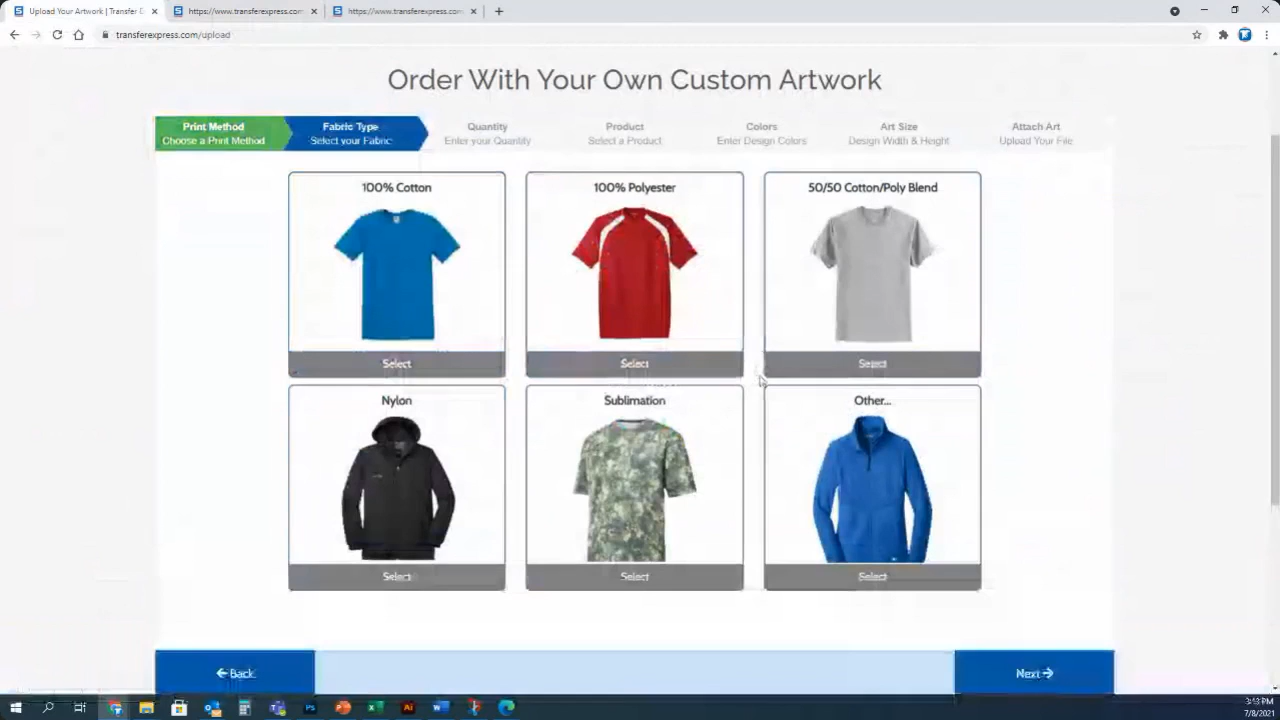 Upload Your Artwork | Transfer E
https://www.transferexpress.com/
https://www.transferexpress.com/
transferexpress.com/upload
Order With Your Own Custom Artwork
Print Method
Choose a Print Method
Fabric Type
Select your Fabric
Quantity
Enter your Quantity
Product
Select a Product
Colors
Enter Design Colors
Art Size
Design Width & Height
Attach Art
Upload Your File
100% Cotton
100% Polyester
50/50 Cotton/Poly Blend
Select
Select
Select
Nylon
Sublimation
Other...
Select
Select
Select
Back
Next
3:13 PM
7/8/2021